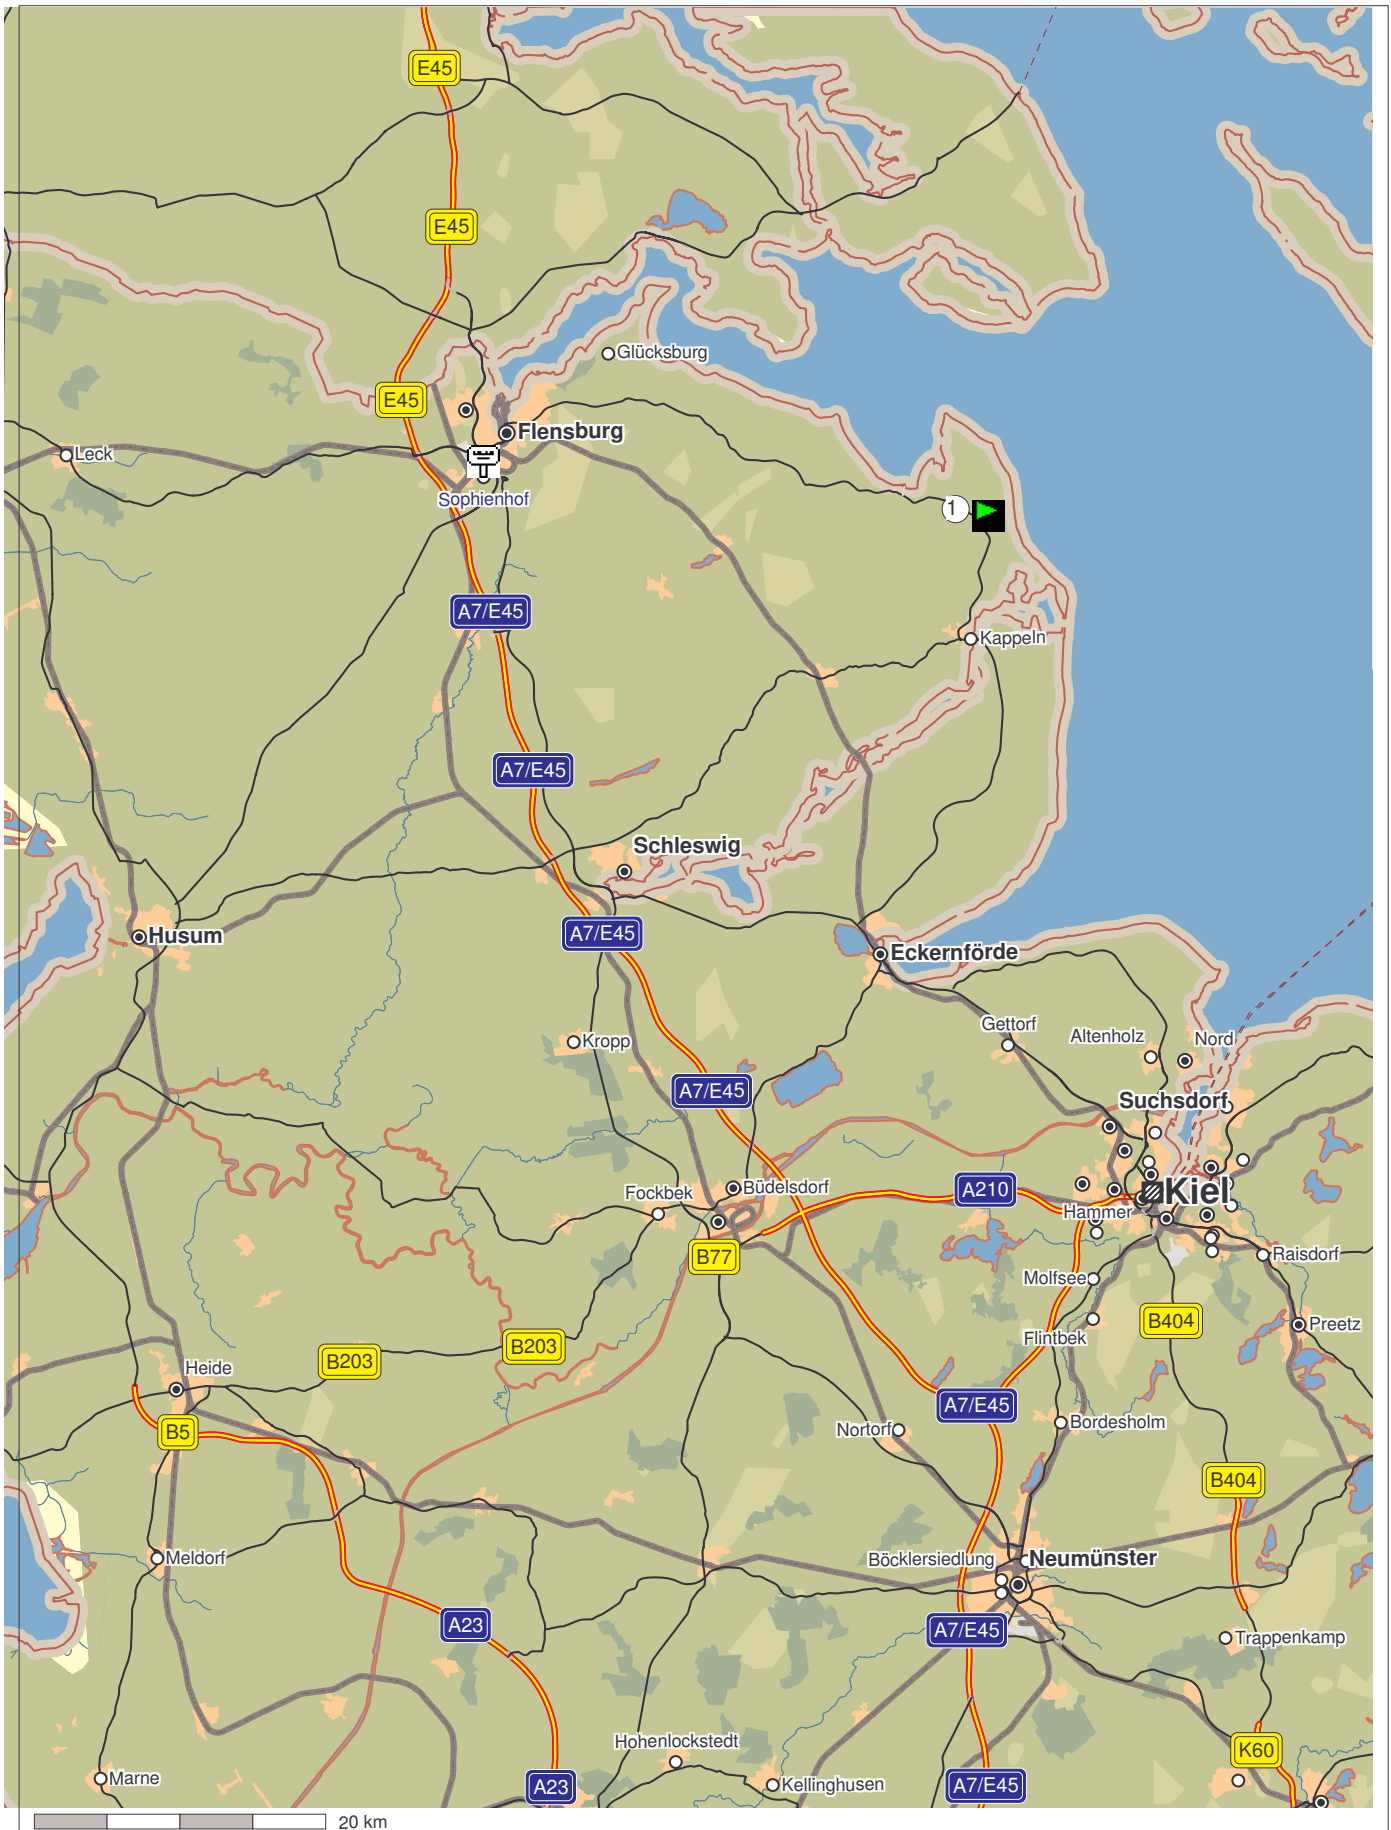 E45
E45
Glücksburg
E45
Flensburg
Leck
Sophienhof
1
A7/E45
Kappeln
A7/E45
Schleswig
A7/E45
Husum
Eckernförde
Gettorf
Altenholz
Nord
Kropp
A7/E45
Suchsdorf
Büdelsdorf
A210
Kiel
Fockbek
Hammer
B77
Raisdorf
Molfsee
B404
Preetz
Flintbek
B203
B203
Heide
A7/E45
B5
Nortorf
Bordesholm
B404
Meldorf
Böcklersiedlung
Neumünster
A23
A7/E45
Trappenkamp
Hohenlockstedt
K60
Marne
A23
Kellinghusen
A7/E45
20 km